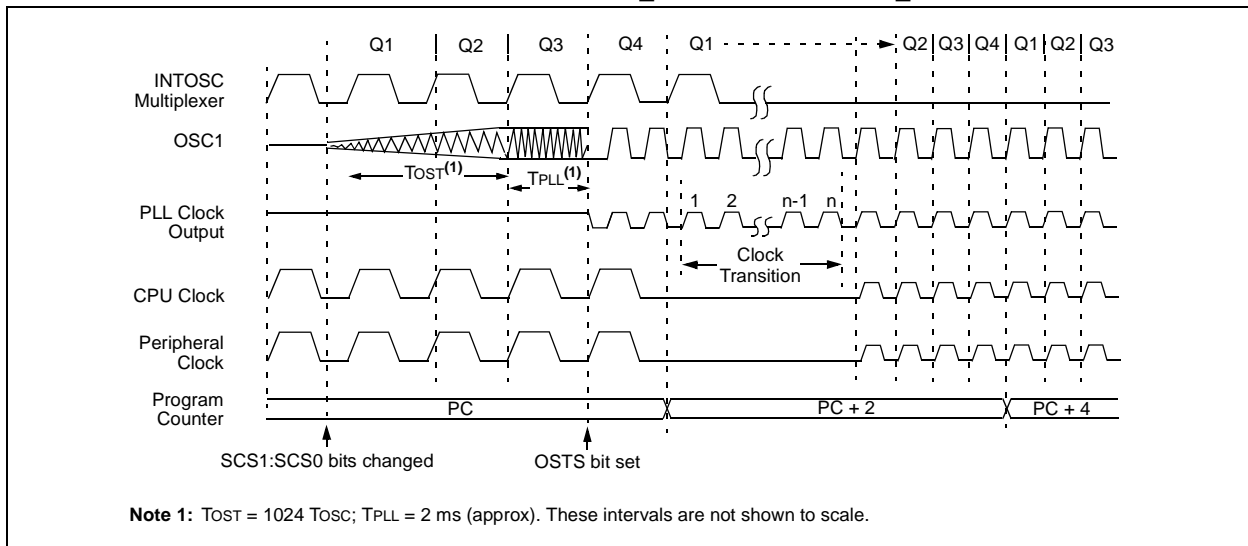 Q1 Q2 Q3 Q4 Q1 Q2 Q3 Q4 Q1 Q2 Q3
INTOSC
Multiplexer
OSC1
TOST(1)
TPLL(1)
PLL Clock
Output
1 2 n-1 n
Clock
Transition
CPU Clock
Peripheral
Clock
Program
Counter
PC PC + 2 PC + 4
SCS1:SCS0 bits changed OSTS bit set
Note 1: TOST = 1024 TOSC; TPLL = 2 ms (approx). These intervals are not shown to scale.